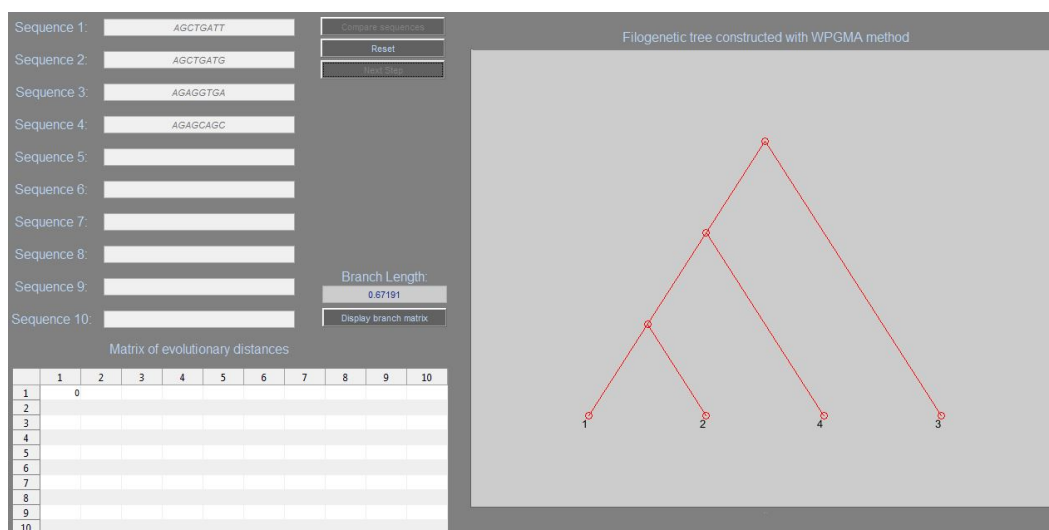 Sequence 1: AGCTGATT
Sequence 2: AGCTGATG
Sequence 3: AGAGGTGA
Sequence 4: AGAGCAGC
Sequence 5:
Sequence 6:
Sequence 7:
Sequence 8:
Sequence 9:
Sequence 10:
Compare sequences
Reset
Next Step
Branch Length:
0.67191
Display branch matrix
Matrix of evolutionary distances
1 2 3 4 5 6 7 8 9 10
1 0
2
3
4
5
6
7
8
9
10
Filogenetic tree constructed with WPGMA method
1 2 4 3